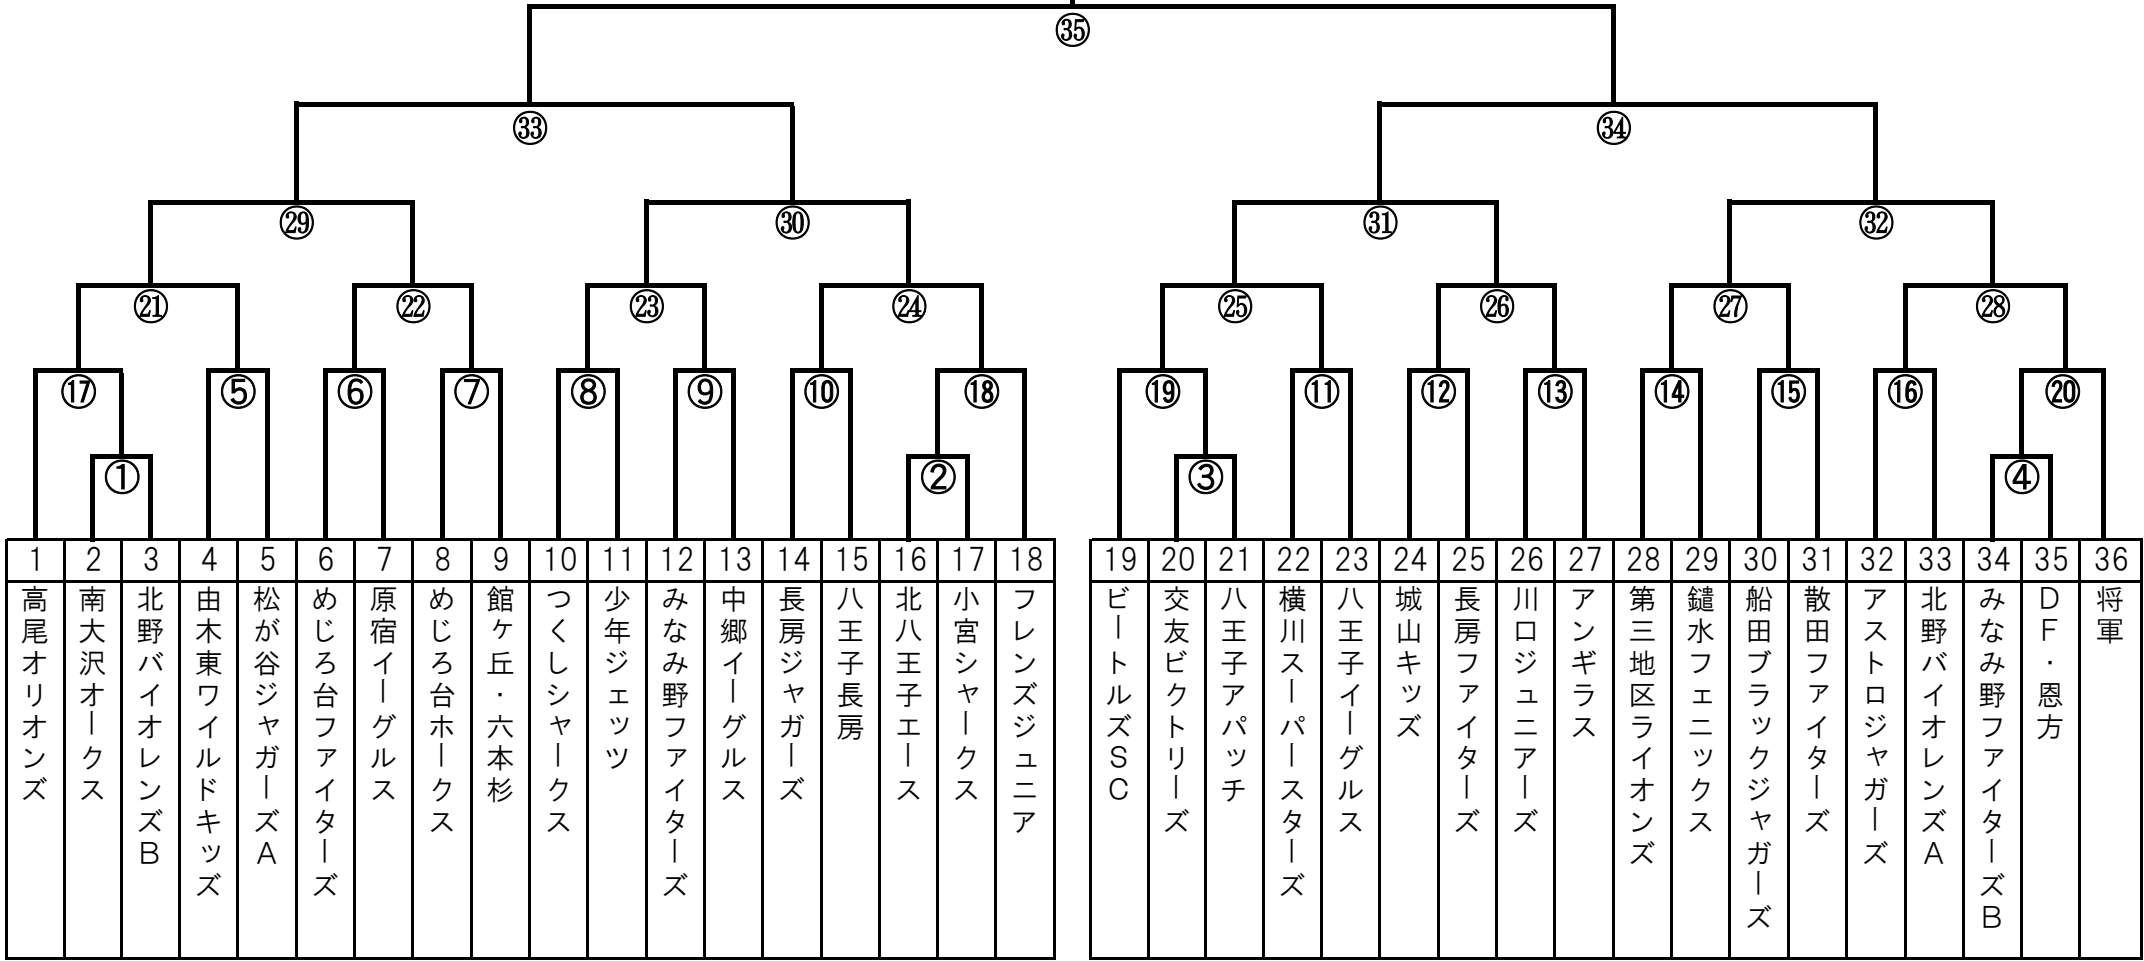 ㉟
㉝ ㉞
㉙ ㉚ ㉛ ㉜
㉑ ㉒ ㉓ ㉔ ㉕ ㉖ ㉗ ㉘
⑰ ⑤ ⑥ ⑦ ⑧ ⑨ ⑩ ⑱ ⑲ ⑪ ⑫ ⑬ ⑭ ⑮ ⑯ ⑳
① ② ③ ④
1 2 3 4 5 6 7 8 9 10 11 12 13 14 15 16 17 18 19 20 21 22 23 24 25 26 27 28 29 30 31 32 33 34 35 36
高尾オリオンズ
南大沢オークス
北野バイオレンズB
由木東ワイルドキッズ
松が谷ジャガーズA
めじろ台ファイターズ
原宿イーグルス
めじろ台ホークス
館ヶ丘・六本杉
つくしシャークス
少年ジェッツ
みなみ野ファイターズ
中郷イーグルス
長房ジャガーズ
八王子長房
北八王子エース
小宮シャークス
フレンズジュニア
ビートルズSC
交友ビクトリーズ
八王子アパッチ
横川スーパースターズ
八王子イーグルス
城山キッズ
長房ファイターズ
川口ジュニアーズ
アンギラス
第三地区ライオンズ
鑓水フェニックス
船田ブラックジャガーズ
散田ファイターズ
アストロジャガーズ
北野バイオレンズA
みなみ野ファイターズB
DF・恩方
将軍